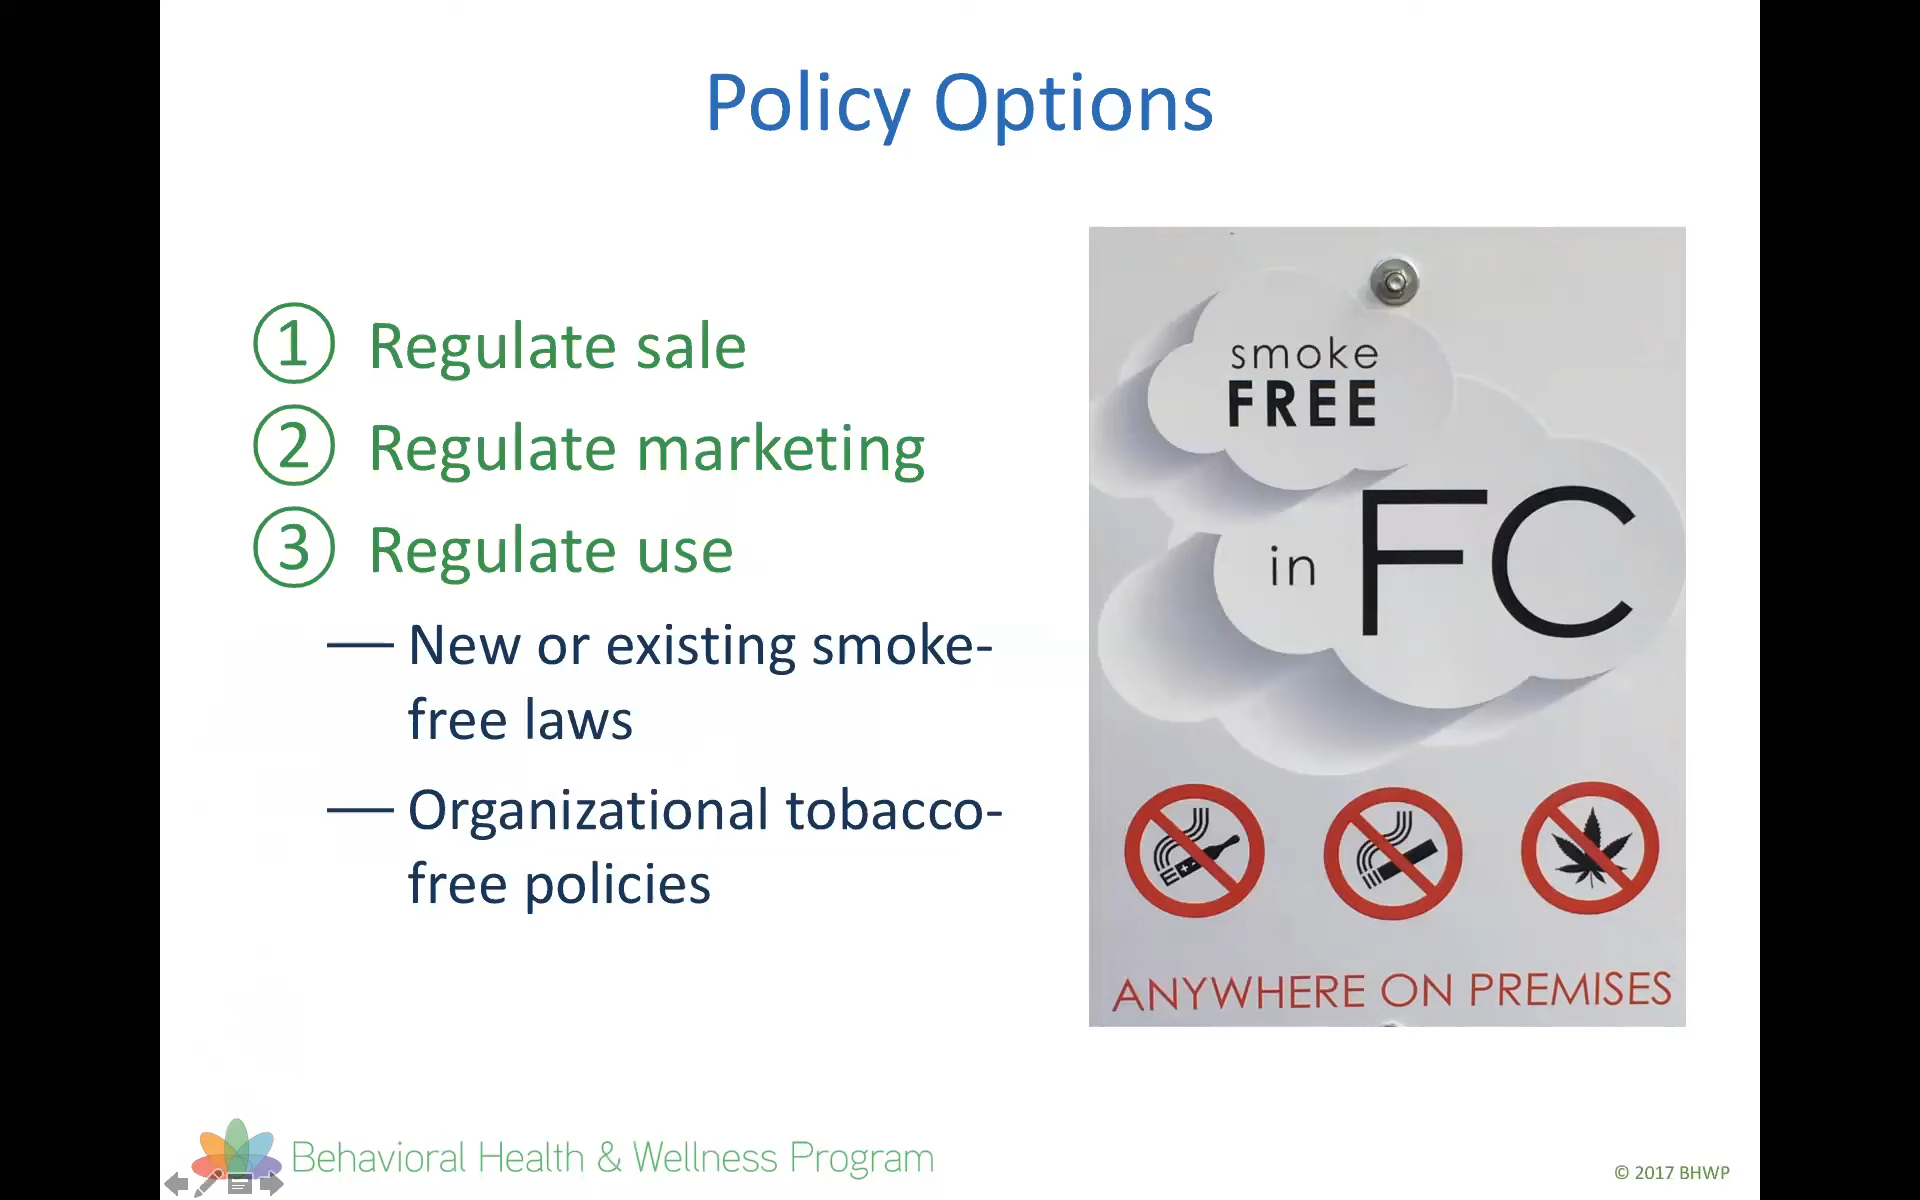 Policy Options
① Regulate sale
② Regulate marketing
③ Regulate use
— New or existing smoke-
free laws
— Organizational tobacco-
free policies
smoke
FREE
in FC
ANYWHERE ON PREMISES
Behavioral Health & Wellness Program
© 2017 BHWP